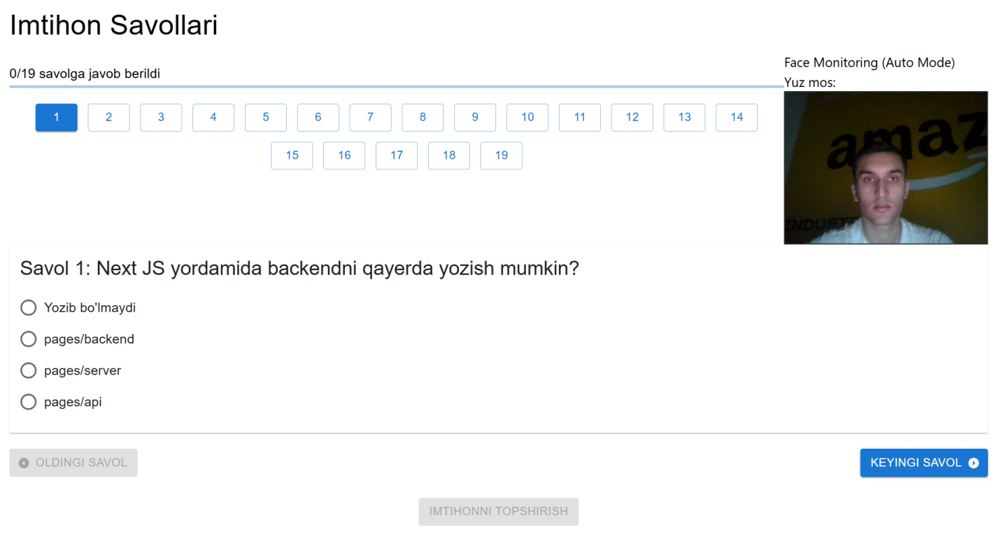 Imtihon Savollari
0/19 savolga javob berildi
Face Monitoring (Auto Mode)
Yuz mos:
1 2 3 4 5 6 7 8 9 10 11 12 13 14
15 16 17 18 19
Savol 1: Next JS yordamida backendni qayerda yozish mumkin?
Yozib bo'lmaydi
pages/backend
pages/server
pages/api
OLDINGI SAVOL
KEYINGI SAVOL
IMTIHONNI TOPSHIRISH
amaz
INDUST